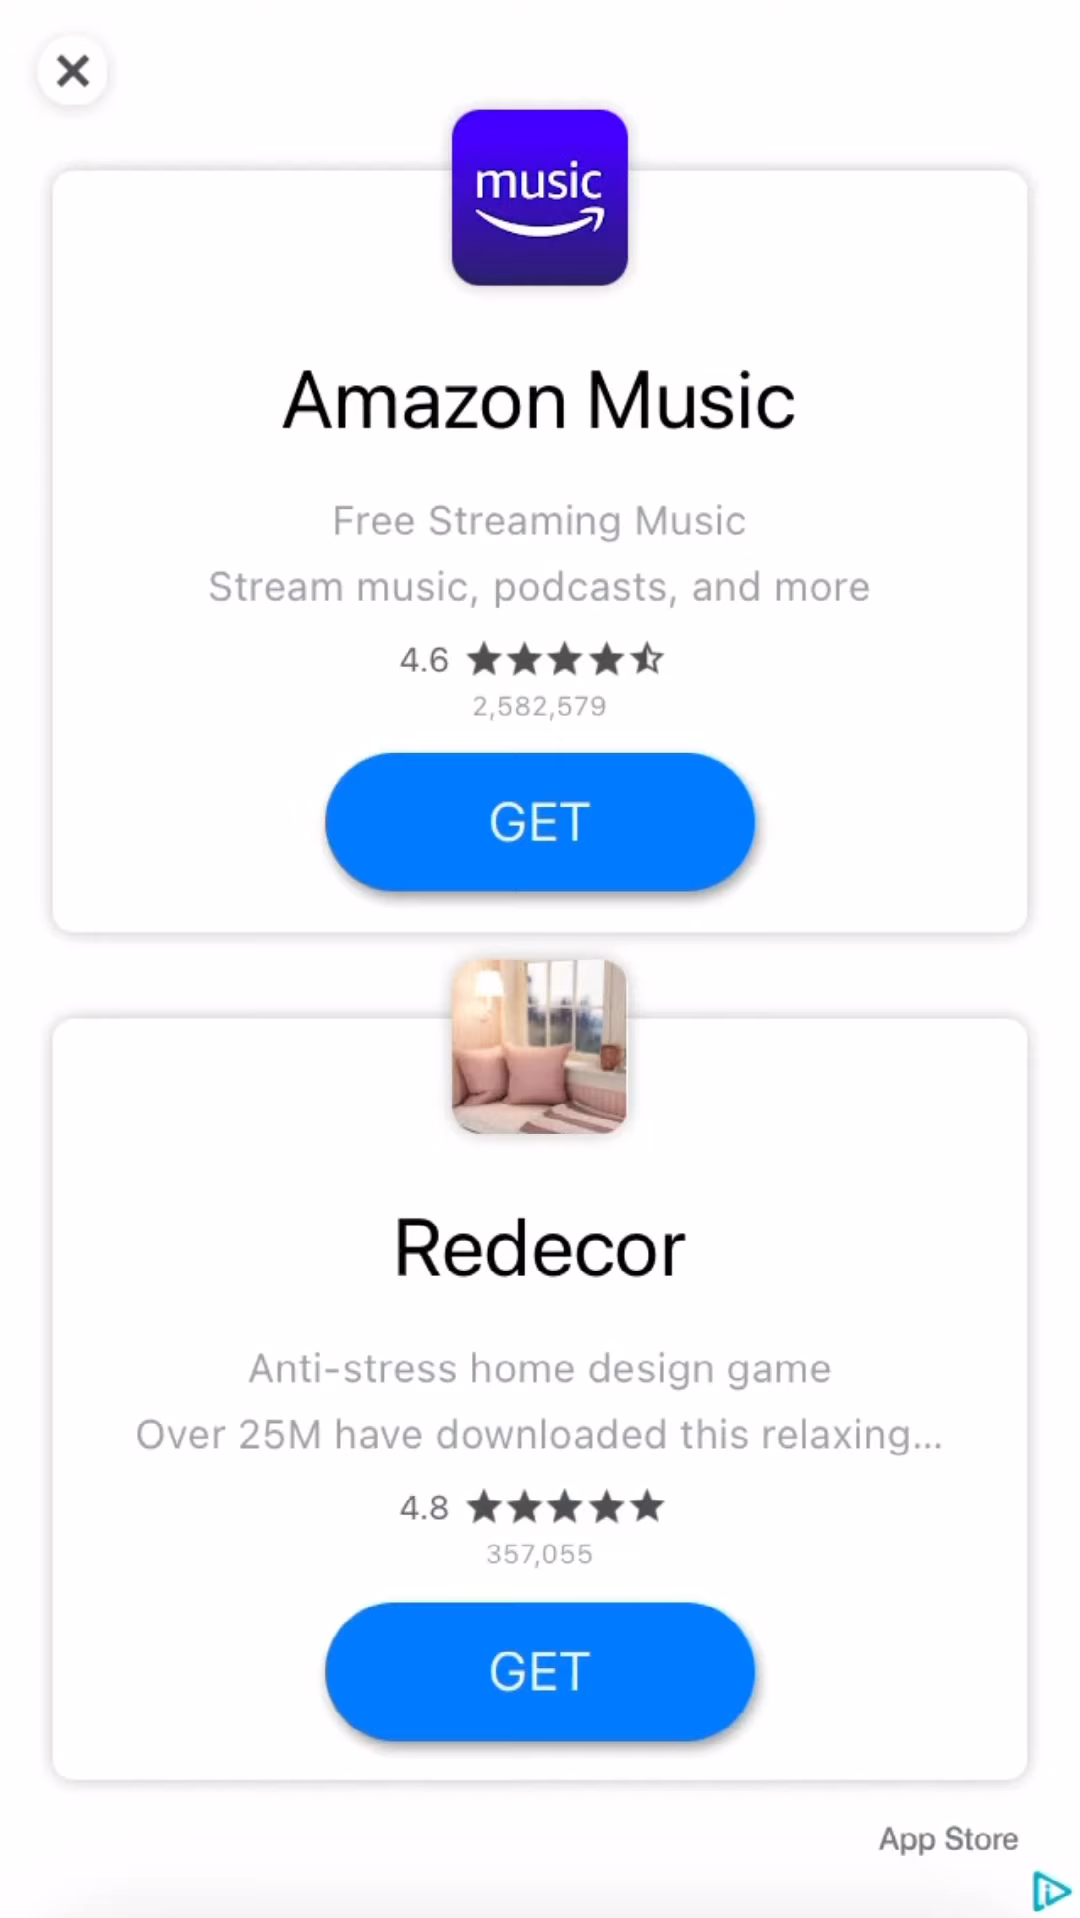 music
Amazon Music
Free Streaming Music
Stream music, podcasts, and more
4.6
2,582,579
GET
Redecor
Anti-stress home design game
Over 25M have downloaded this relaxing...
4.8
357,055
GET
App Store